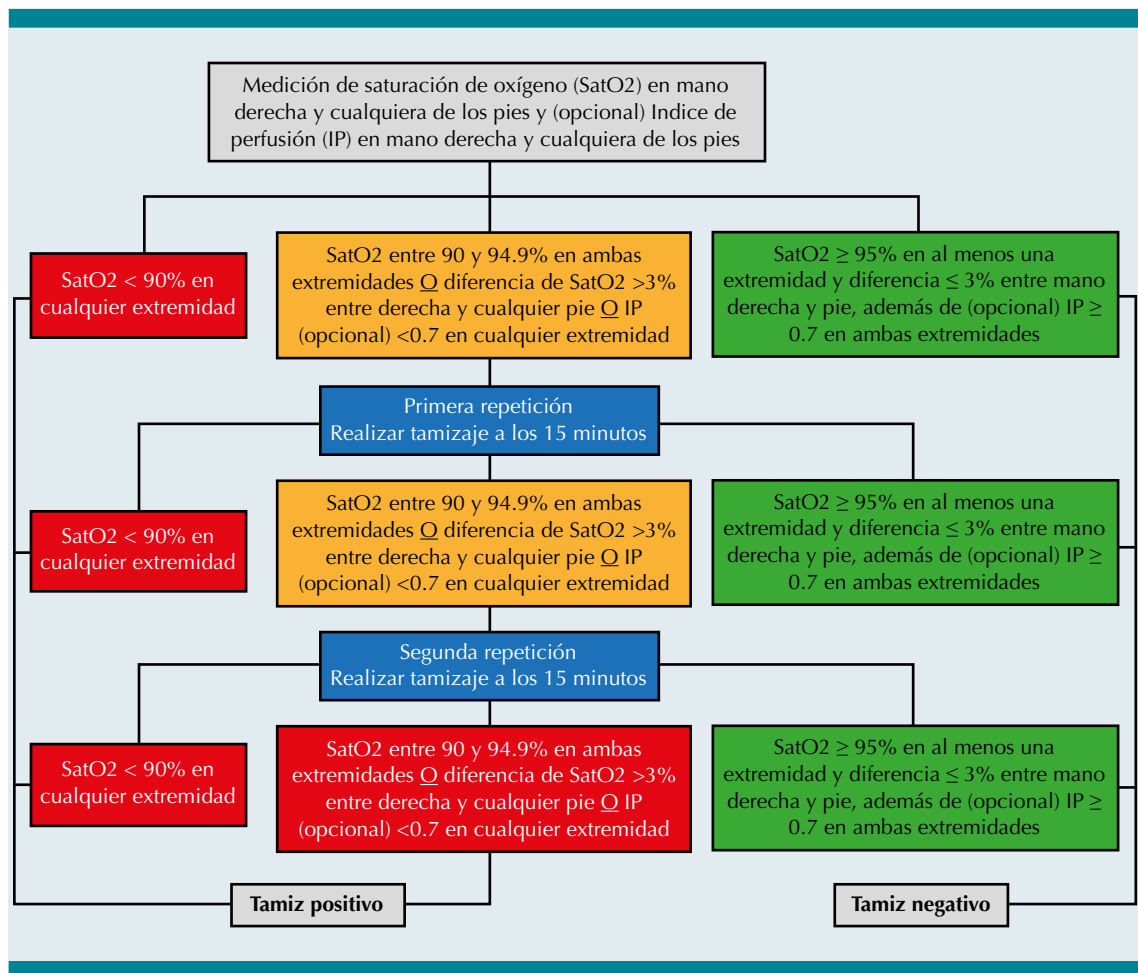 Medición de saturación de oxígeno (SatO2) en mano
derecha y cualquiera de los pies y (opcional) Indice de
perfusión (IP) en mano derecha y cualquiera de los pies
SatO2 < 90% en
cualquier extremidad
SatO2 entre 90 y 94.9% en ambas
extremidades O diferencia de SatO2 >3%
entre derecha y cualquier pie O IP
(opcional) <0.7 en cualquier extremidad
SatO2 ≥ 95% en al menos una
extremidad y diferencia ≤ 3% entre mano
derecha y pie, además de (opcional) IP ≥
0.7 en ambas extremidades
Primera repetición
Realizar tamizaje a los 15 minutos
SatO2 < 90% en
cualquier extremidad
SatO2 entre 90 y 94.9% en ambas
extremidades O diferencia de SatO2 >3%
entre derecha y cualquier pie O IP
(opcional) <0.7 en cualquier extremidad
SatO2 ≥ 95% en al menos una
extremidad y diferencia ≤ 3% entre mano
derecha y pie, además de (opcional) IP ≥
0.7 en ambas extremidades
Segunda repetición
Realizar tamizaje a los 15 minutos
SatO2 < 90% en
cualquier extremidad
SatO2 entre 90 y 94.9% en ambas
extremidades O diferencia de SatO2 >3%
entre derecha y cualquier pie O IP
(opcional) <0.7 en cualquier extremidad
SatO2 ≥ 95% en al menos una
extremidad y diferencia ≤ 3% entre mano
derecha y pie, además de (opcional) IP ≥
0.7 en ambas extremidades
Tamiz positivo
Tamiz negativo